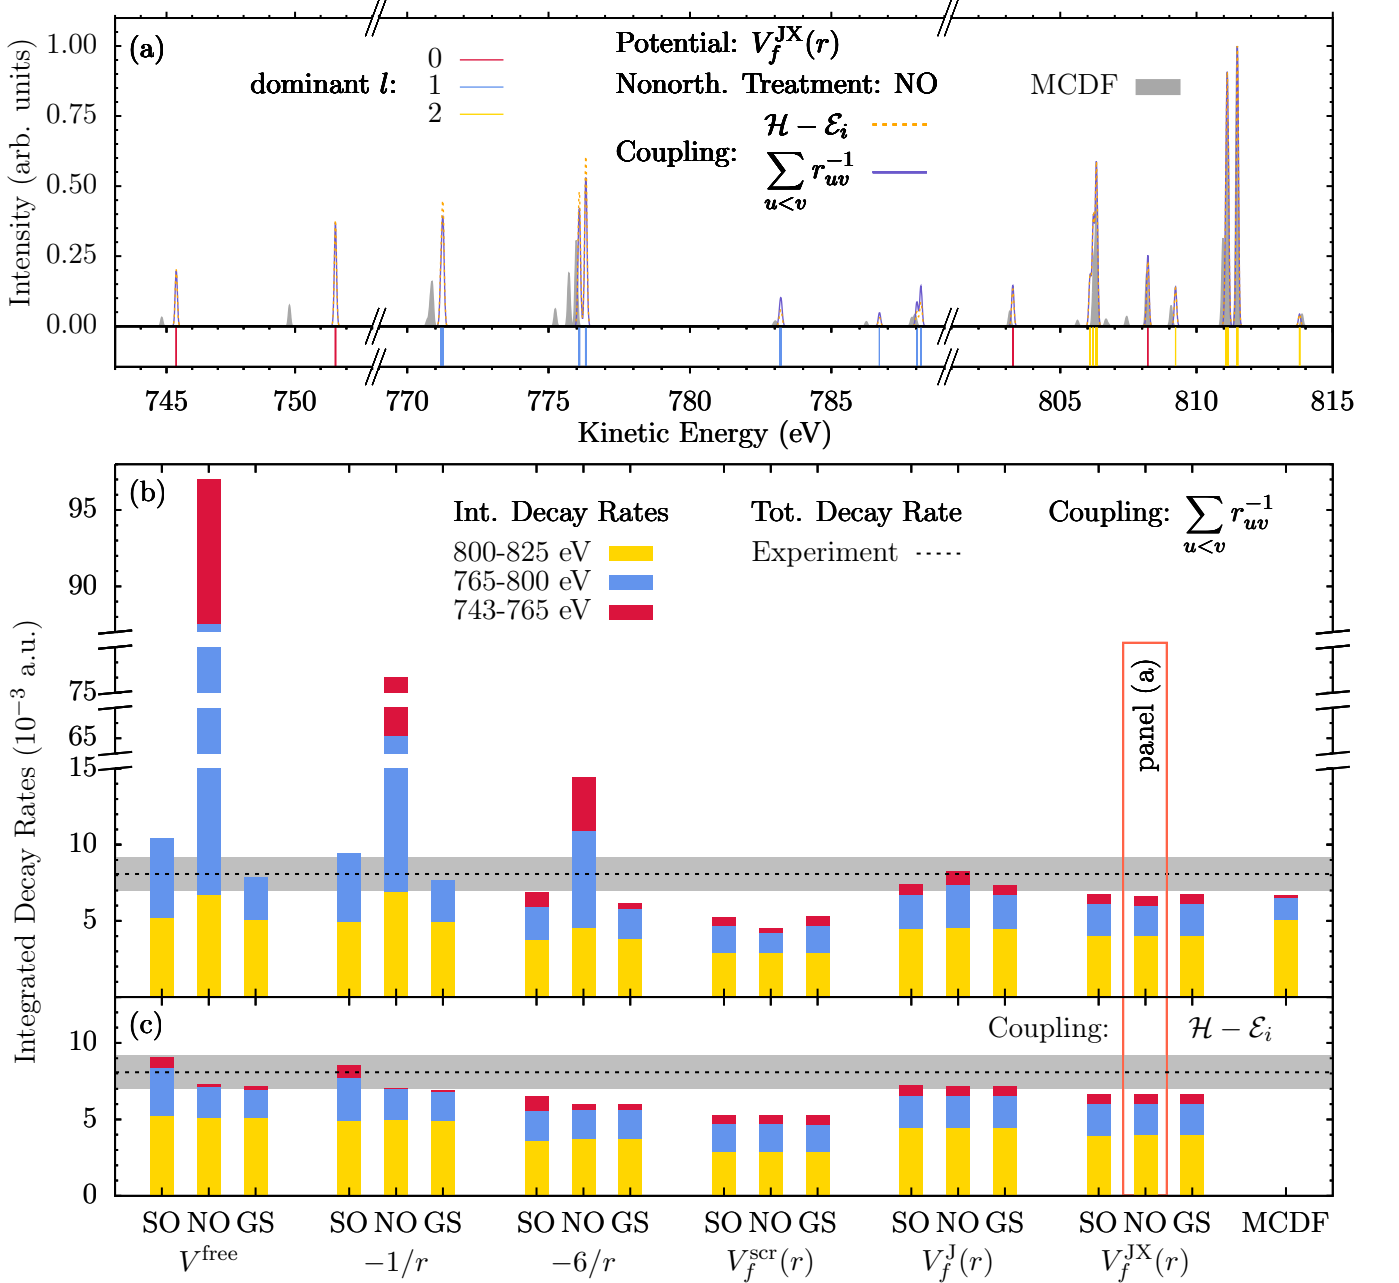 (a)
Potential: V_f^JX(r)
dominant l: 0
1
2
Nonorth. Treatment: NO
MCDF
Coupling: ℋ − ℰ_i
∑_{u<v} r_{uv}^{-1}
Intensity (arb. units)
1.00
0.75
0.50
0.25
0.00
745 750 770 775 780 785 805 810 815
Kinetic Energy (eV)
(b)
Int. Decay Rates
800-825 eV
765-800 eV
743-765 eV
Tot. Decay Rate
Experiment
Coupling: ∑_{u<v} r_{uv}^{-1}
panel (a)
Integrated Decay Rates (10^{-3} a.u.)
95
90
75
65
15
10
5
(c)
Coupling: ℋ − ℰ_i
10
5
0
SO NO GS SO NO GS SO NO GS SO NO GS SO NO GS SO NO GS MCDF
V^free −1/r −6/r V_f^scr(r) V_f^J(r) V_f^JX(r)